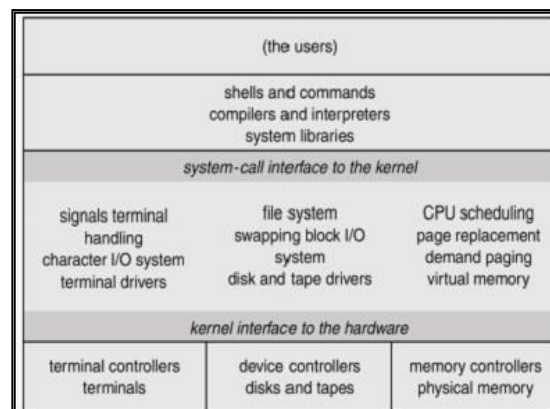 (the users)
shells and commands
compilers and interpreters
system libraries
system-call interface to the kernel
signals terminal
handling
character I/O system
terminal drivers
file system
swapping block I/O
system
disk and tape drivers
CPU scheduling
page replacement
demand paging
virtual memory
kernel interface to the hardware
terminal controllers
terminals
device controllers
disks and tapes
memory controllers
physical memory